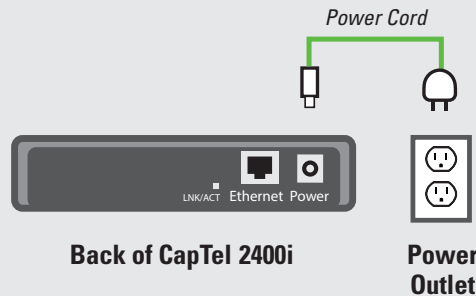 Power Cord
LNK/ACT Ethernet Power
Back of CapTel 2400i
Power
Outlet